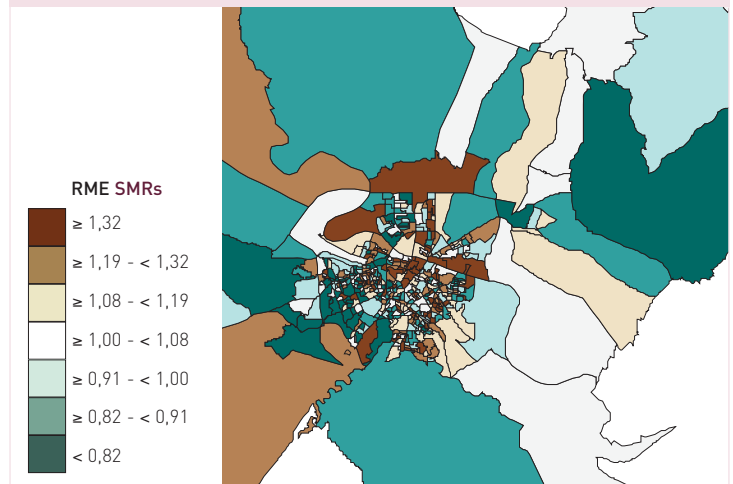 RME SMRs
≥ 1,32
≥ 1,19 - < 1,32
≥ 1,08 - < 1,19
≥ 1,00 - < 1,08
≥ 0,91 - < 1,00
≥ 0,82 - < 0,91
< 0,82